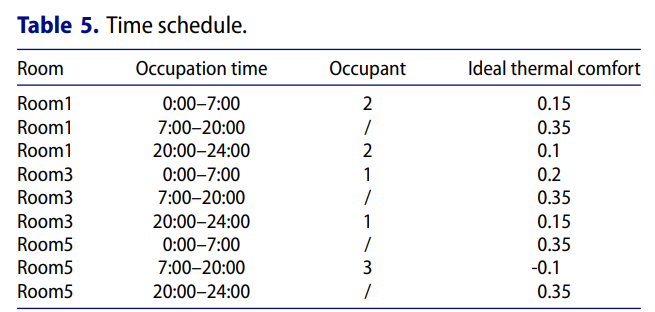 Table 5. Time schedule.
Room Occupation time Occupant Ideal thermal comfort
Room1 0:00–7:00 2 0.15
Room1 7:00–20:00 / 0.35
Room1 20:00–24:00 2 0.1
Room3 0:00–7:00 1 0.2
Room3 7:00–20:00 / 0.35
Room3 20:00–24:00 1 0.15
Room5 0:00–7:00 / 0.35
Room5 7:00–20:00 3 -0.1
Room5 20:00–24:00 / 0.35